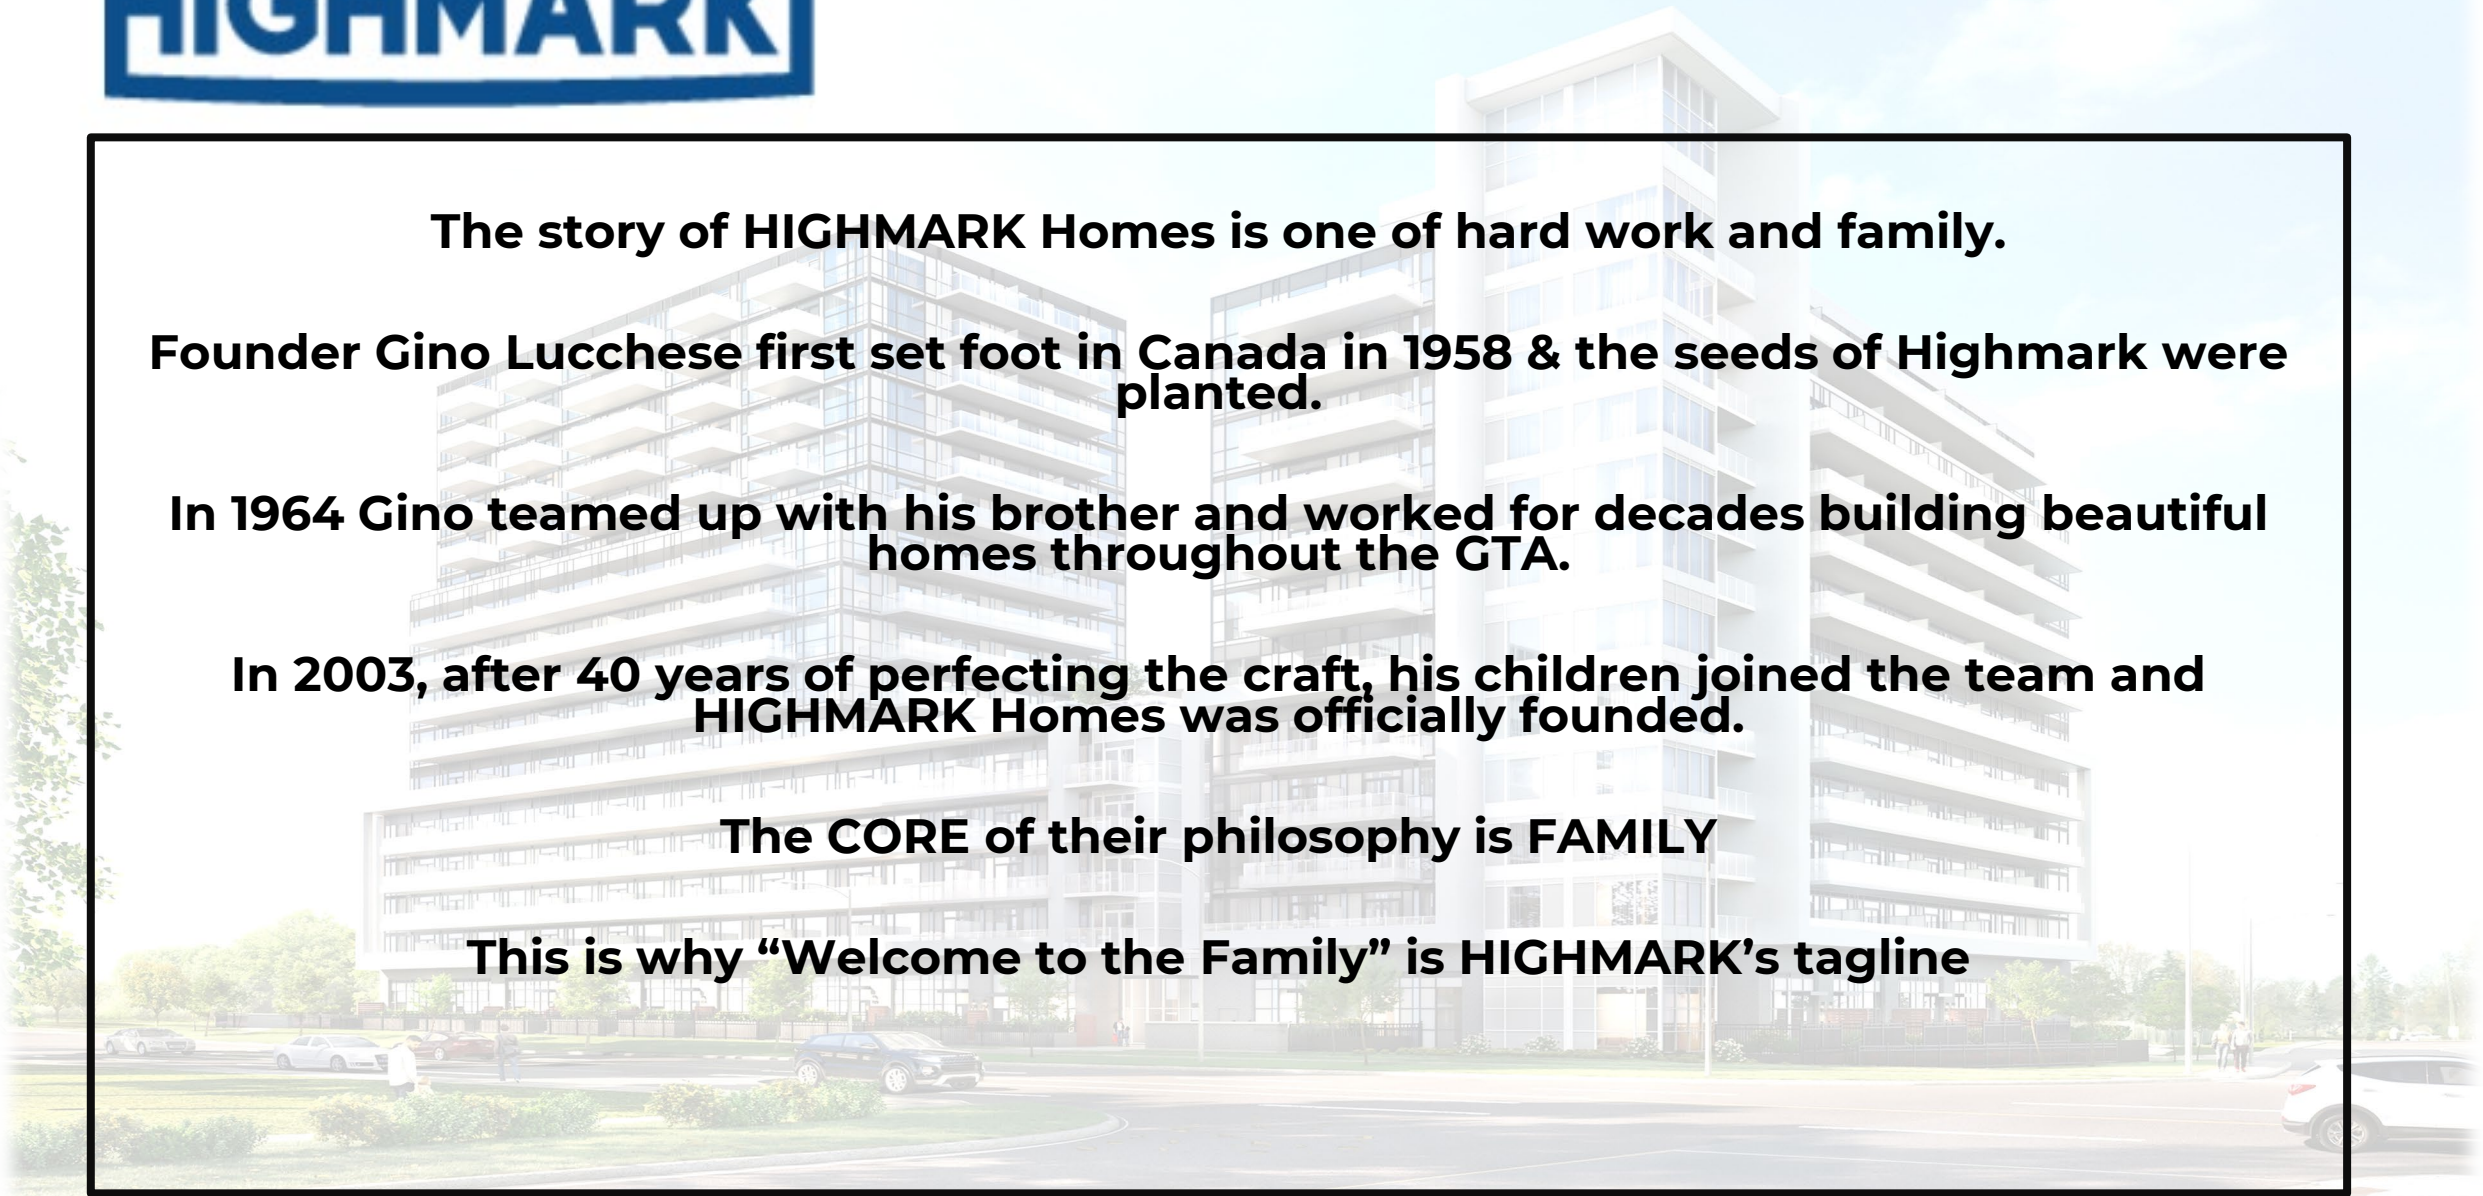 HIGHMARK
The story of HIGHMARK Homes is one of hard work and family.
Founder Gino Lucchese first set foot in Canada in 1958 & the seeds of Highmark were
planted.
In 1964 Gino teamed up with his brother and worked for decades building beautiful
homes throughout the GTA.
In 2003, after 40 years of perfecting the craft, his children joined the team and
HIGHMARK Homes was officially founded.
The CORE of their philosophy is FAMILY
This is why “Welcome to the Family” is HIGHMARK’s tagline